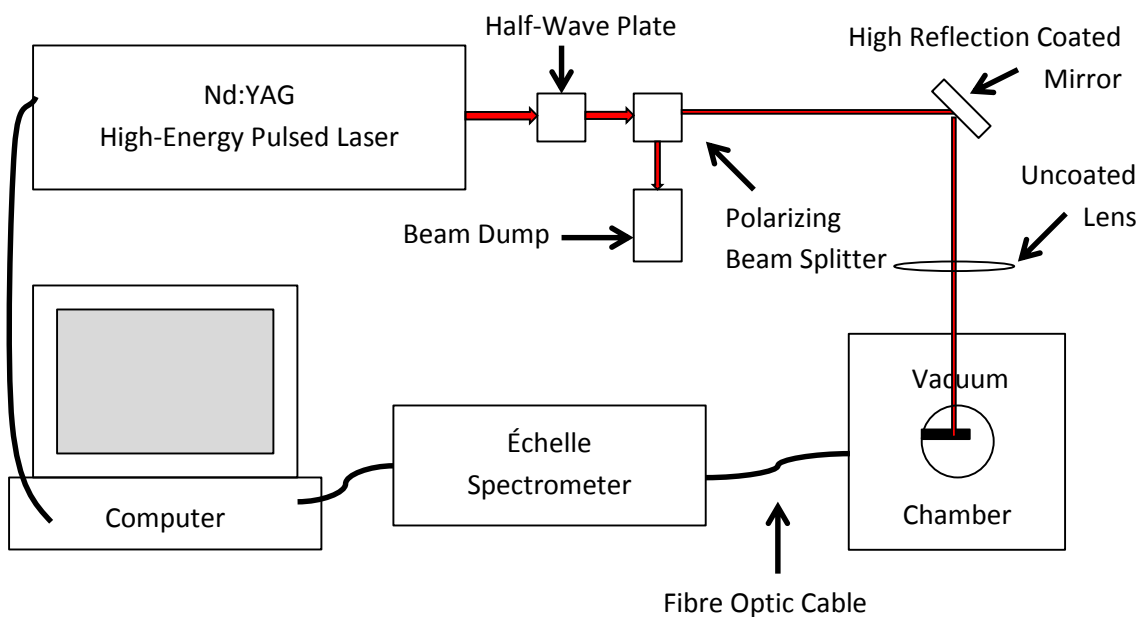 Half-Wave Plate
High Reflection Coated
Mirror
Nd:YAG
High-Energy Pulsed Laser
Uncoated
Lens
Polarizing
Beam Splitter
Beam Dump
Vacuum
Chamber
Échelle
Spectrometer
Computer
Fibre Optic Cable